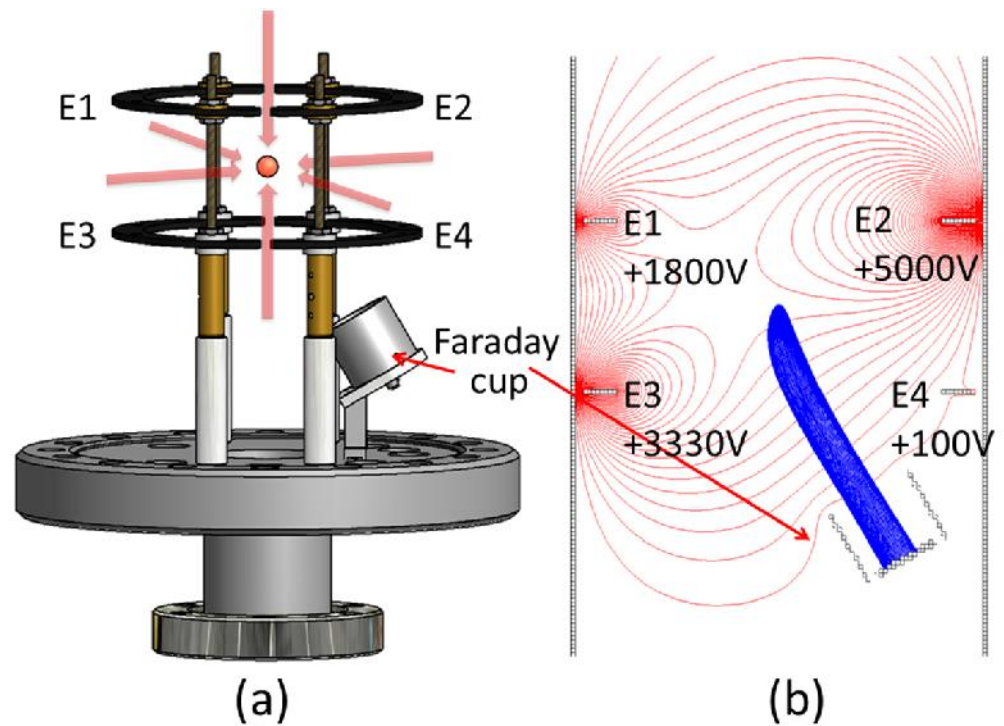 E1
E2
E3
E4
Faraday
cup
E1
+1800V
E2
+5000V
E3
+3330V
E4
+100V
(a)
(b)